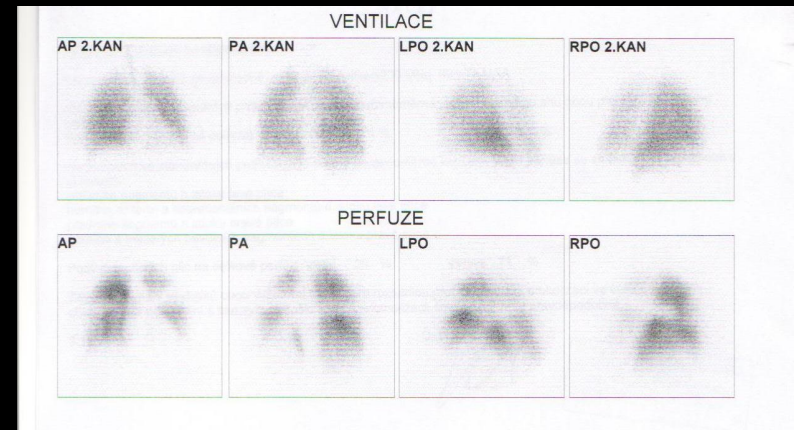 VENTILACE
AP 2.KAN
PA 2.KAN
LPO 2.KAN
RPO 2.KAN
PERFUZE
AP
PA
LPO
RPO